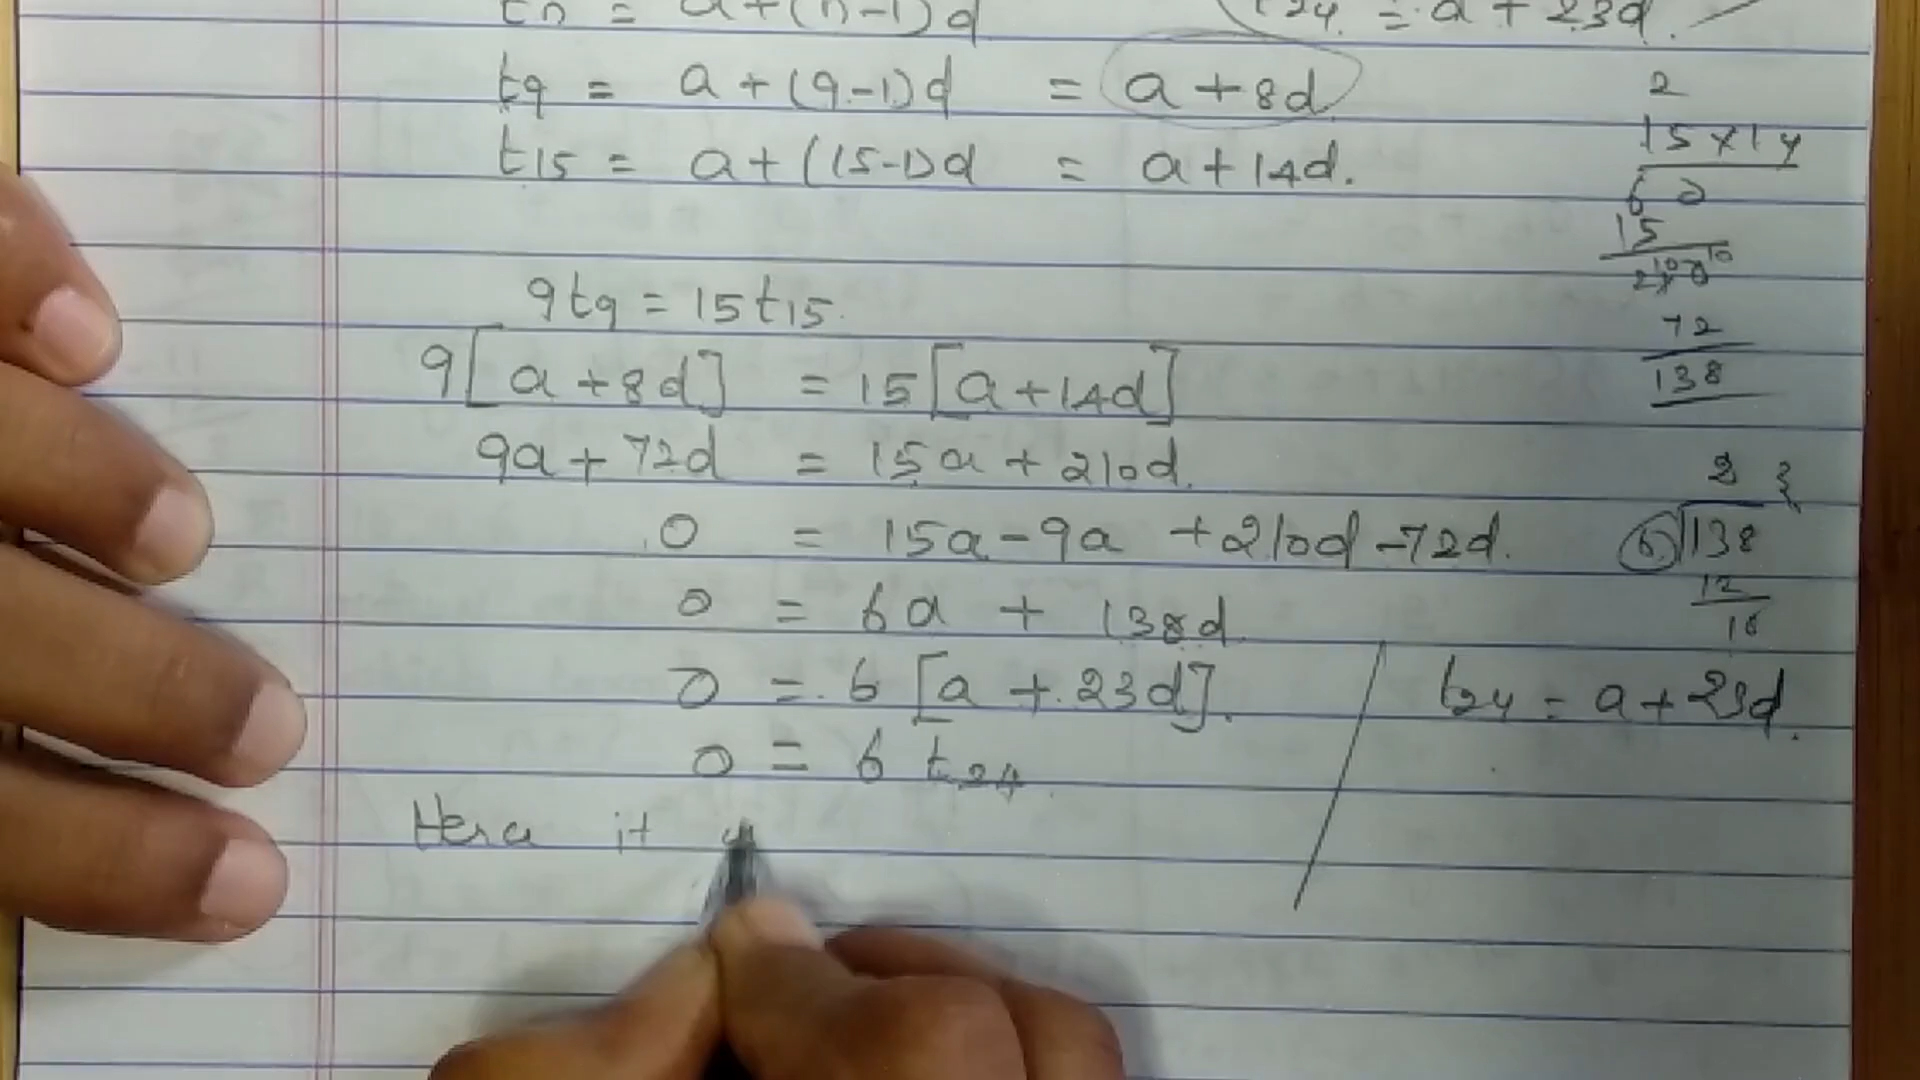 tn = a+(n-1)d
t24 = a + 23d.
t9 = a+(9-1)d = a+8d
t15 = a+(15-1)d = a+14d.
9t9 = 15t15.
9[a+8d] = 15[a+14d]
9a+72d = 15a+210d.
0 = 15a-9a +210d-72d.
0 = 6a + 138d
0 = 6[a+23d].
0 = 6 t24.
Here it
2
15x14
60
15
210
72
138
23
6)138
12
18
t24 = a+23d.